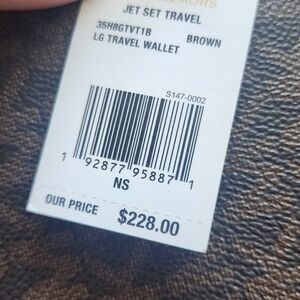 KORS
JET SET TRAVEL
35H8GTVT1B BROWN
LG TRAVEL WALLET
S147-0002
1 92877 95887 1
NS
OUR PRICE $228.00